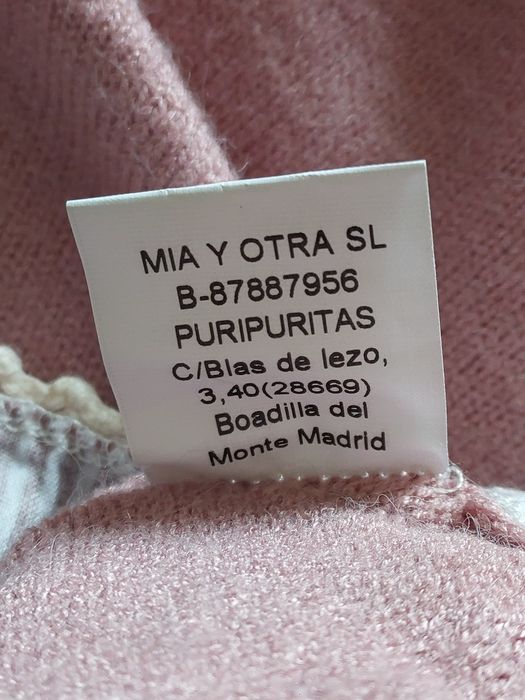 MIA Y OTRA SL
B-87887956
PURIPURITAS
C/Blas de lezo,
3,40(28669)
Boadilla del
Monte Madrid